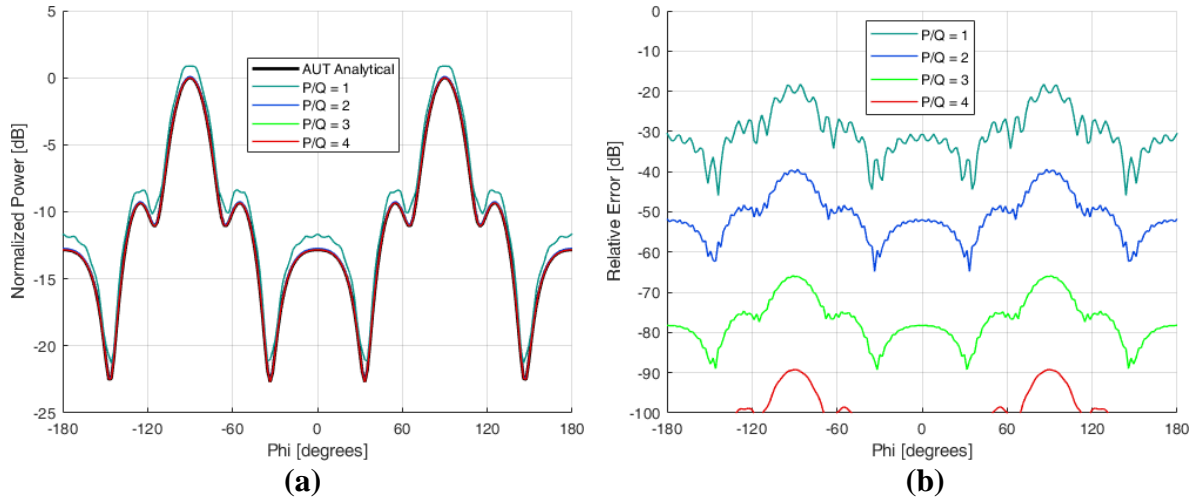 5
0
-5
-10
-15
-20
-25
Normalized Power [dB]
-180
-120
-60
0
60
120
180
Phi [degrees]
AUT Analytical
P/Q = 1
P/Q = 2
P/Q = 3
P/Q = 4
(a)
0
-10
-20
-30
-40
-50
-60
-70
-80
-90
-100
Relative Error [dB]
-180
-120
-60
0
60
120
180
Phi [degrees]
P/Q = 1
P/Q = 2
P/Q = 3
P/Q = 4
(b)